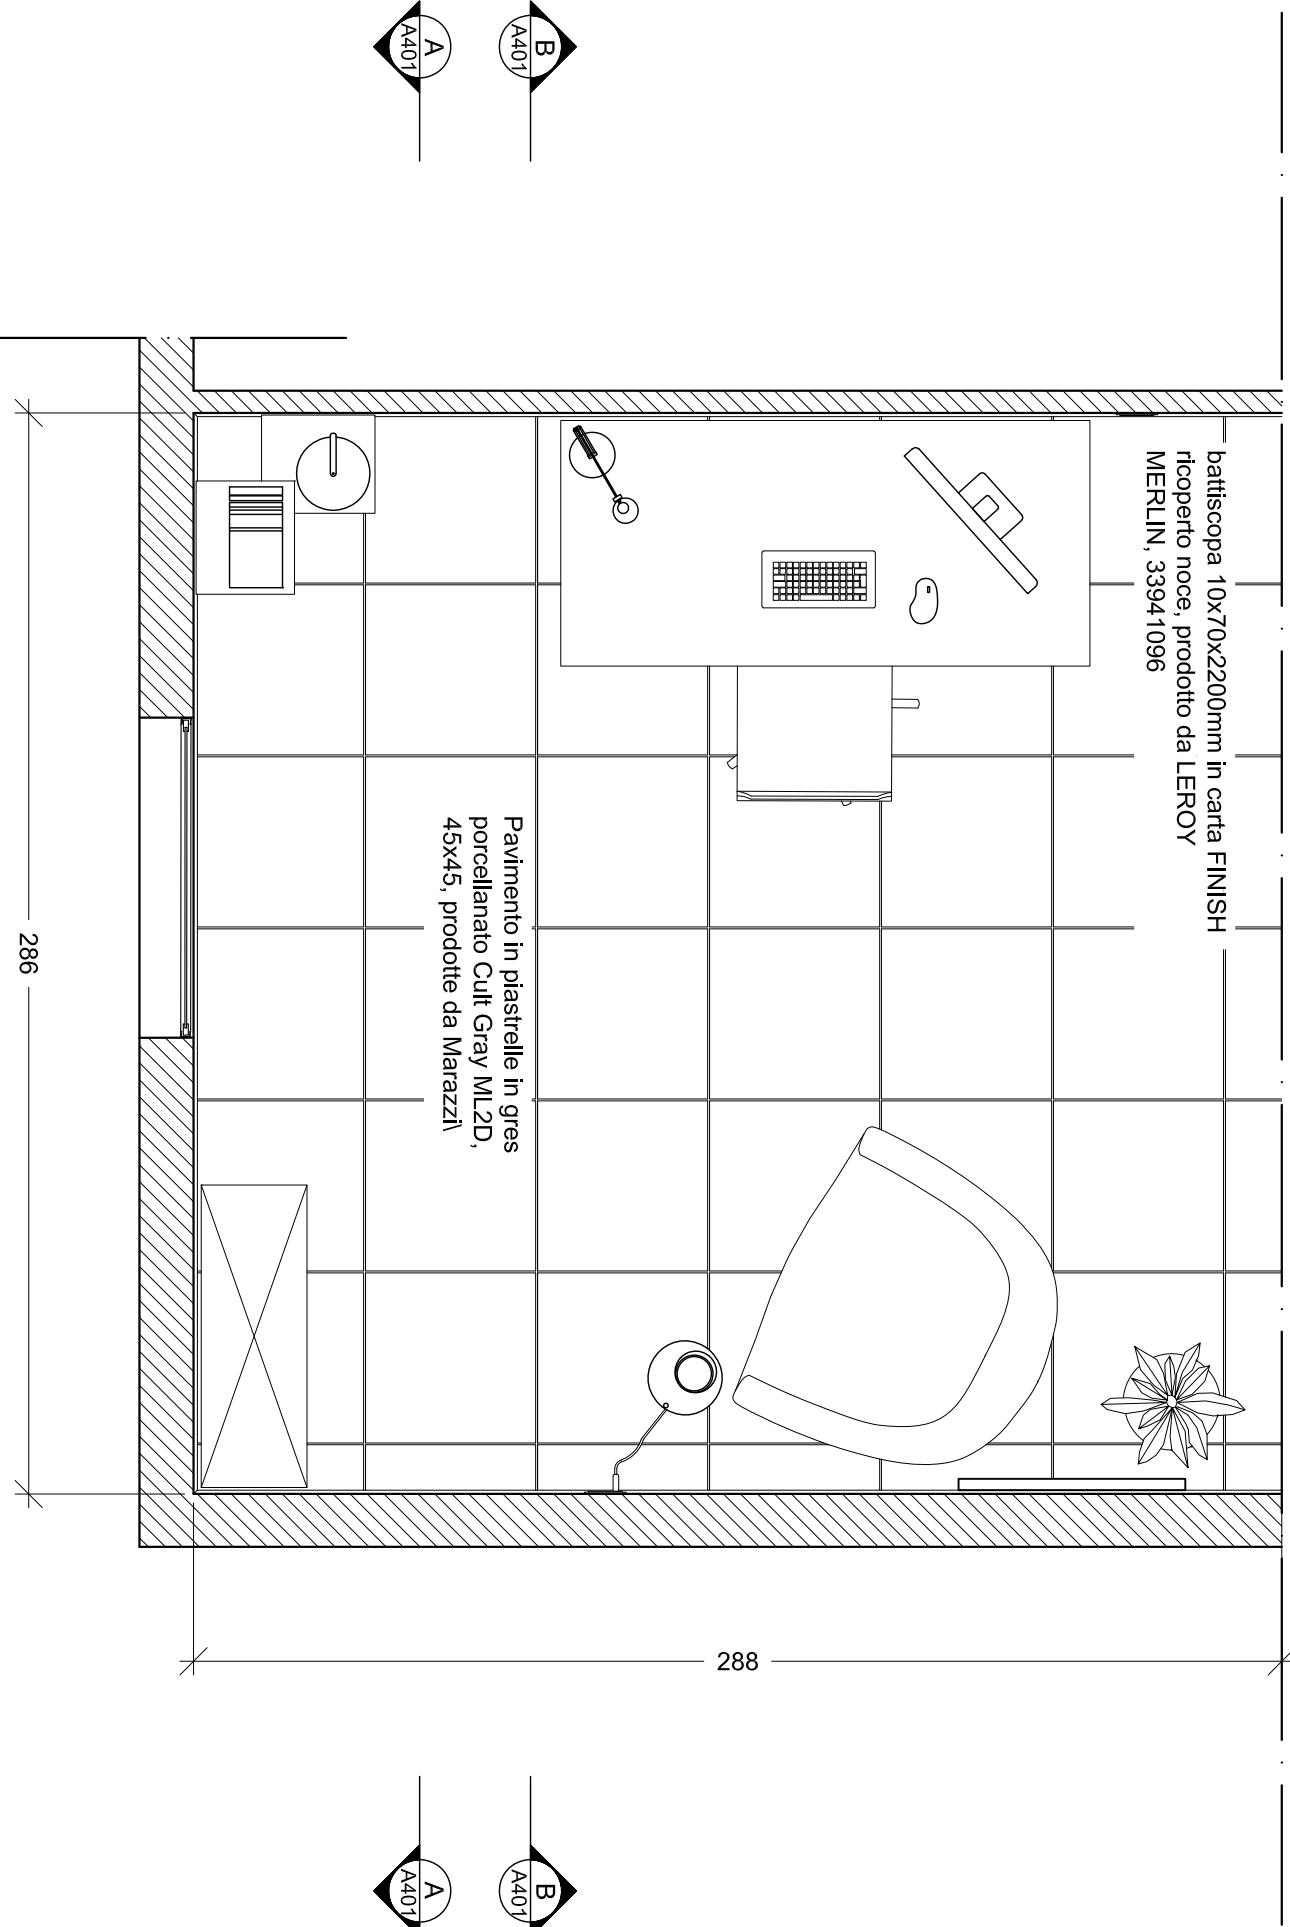 A
A401
B
A401
battiscopa 10x70x2200mm in carta FINISH
ricoperto noce, prodotto da LEROY
MERLIN, 33941096
Pavimento in piastrelle in gres
porcellanato Cult Gray ML2D,
45x45, prodotte da Marazzi\
286
288
A
A401
B
A401